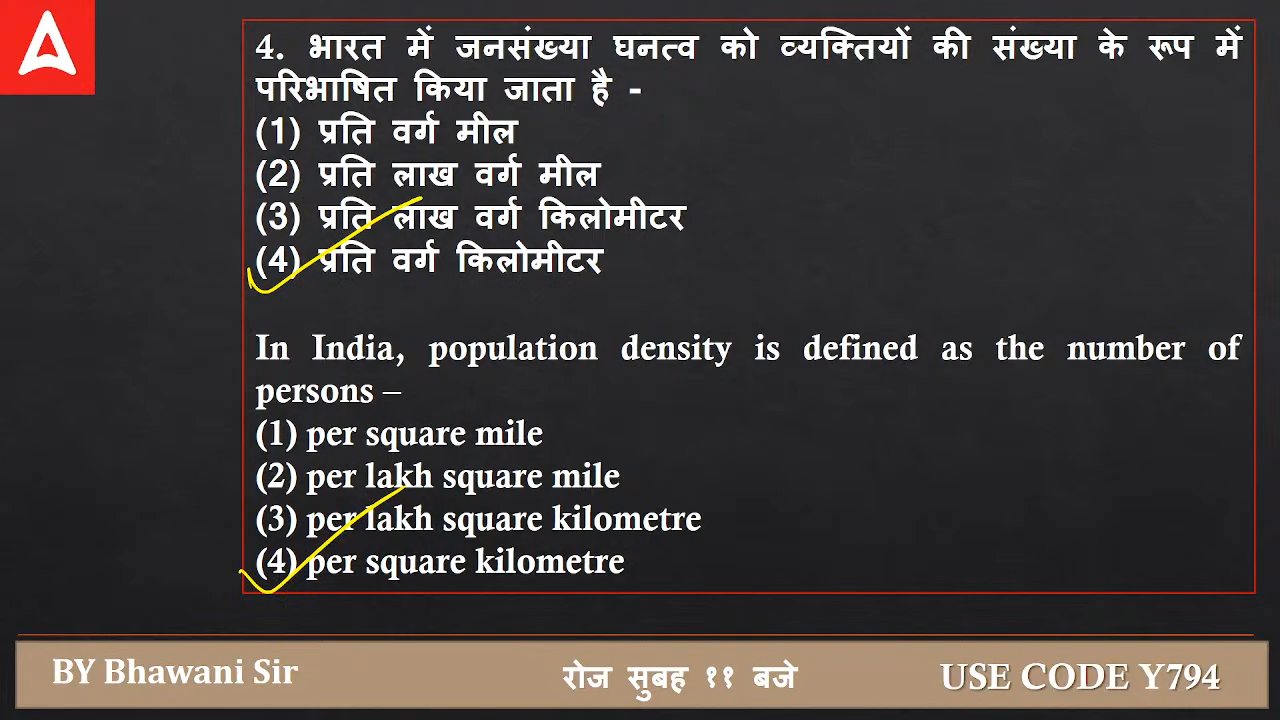 4. भारत में जनसंख्या घनत्व को व्यक्तियों की संख्या के रूप में
परिभाषित किया जाता है -
(1) प्रति वर्ग मील
(2) प्रति लाख वर्ग मील
(3) प्रति लाख वर्ग किलोमीटर
(4) प्रति वर्ग किलोमीटर
In India, population density is defined as the number of
persons –
(1) per square mile
(2) per lakh square mile
(3) per lakh square kilometre
(4) per square kilometre
BY Bhawani Sir
रोज सुबह ११ बजे
USE CODE Y794